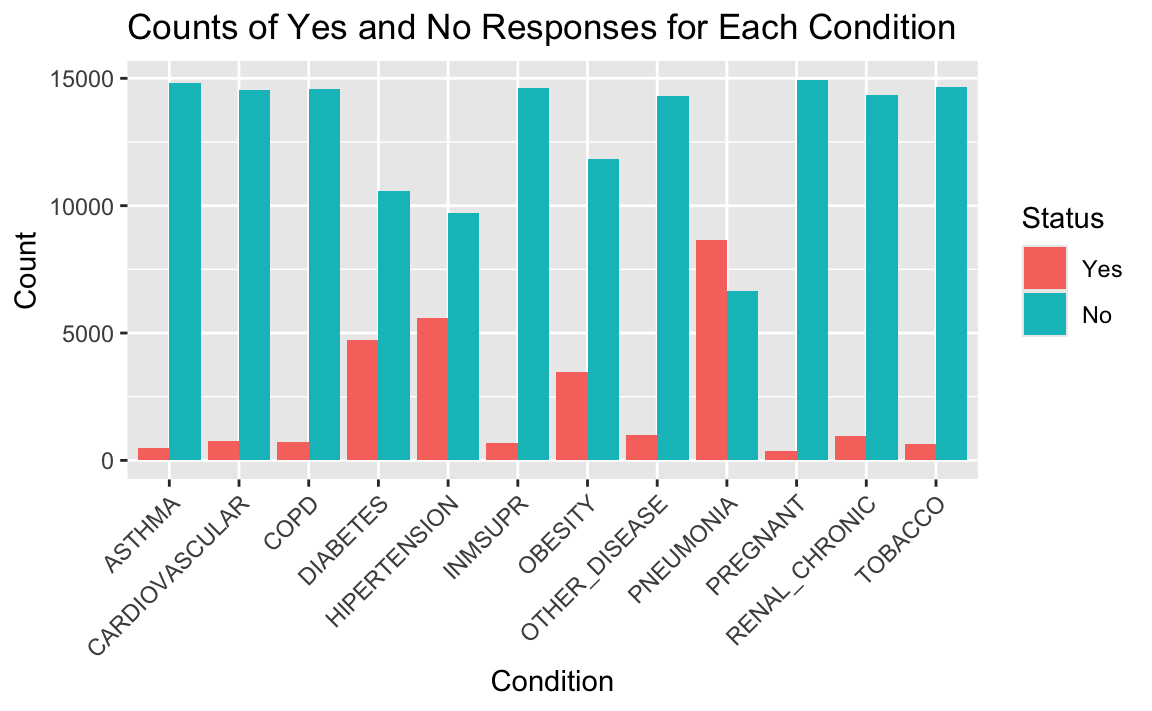 Counts of Yes and No Responses for Each Condition
15000
10000
5000
0
Count
ASTHMA
CARDIOVASCULAR
COPD
DIABETES
HIPERTENSION
INMSUPR
OBESITY
OTHER_DISEASE
PNEUMONIA
PREGNANT
RENAL_CHRONIC
TOBACCO
Condition
Status
Yes
No